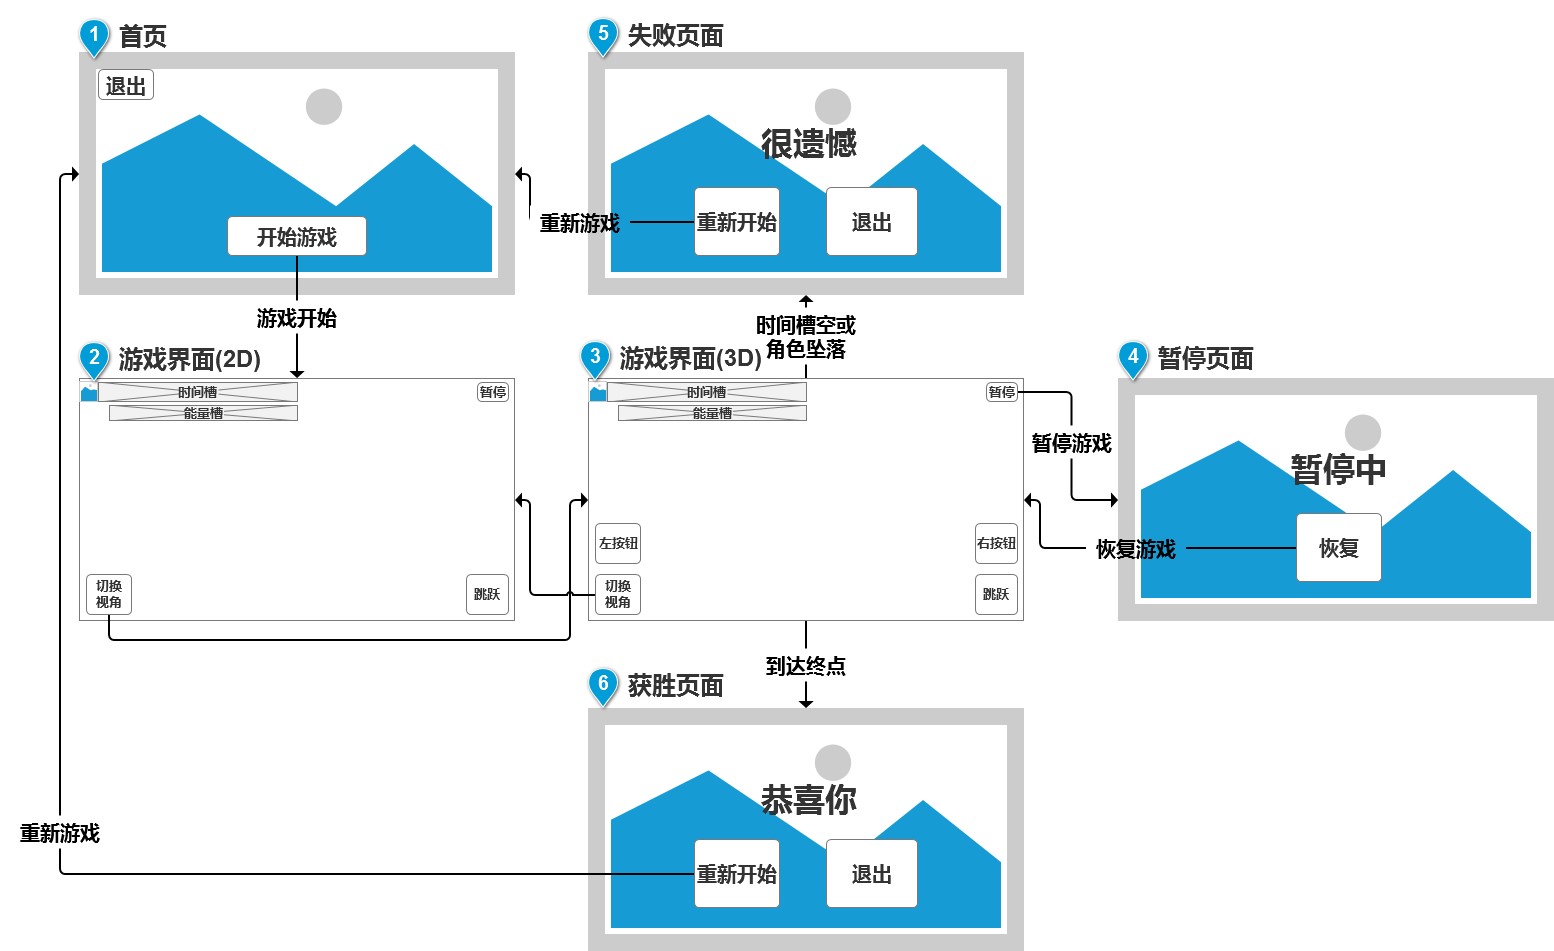 1 首页
退出
开始游戏
游戏开始
5 失败页面
很遗憾
重新开始
退出
重新游戏
时间槽空或
角色坠落
2 游戏界面(2D)
时间槽
暂停
能量槽
切换
视角
跳跃
3 游戏界面(3D)
时间槽
暂停
能量槽
左按钮
右按钮
切换
视角
跳跃
暂停游戏
恢复游戏
4 暂停页面
暂停中
恢复
到达终点
6 获胜页面
恭喜你
重新开始
退出
重新游戏